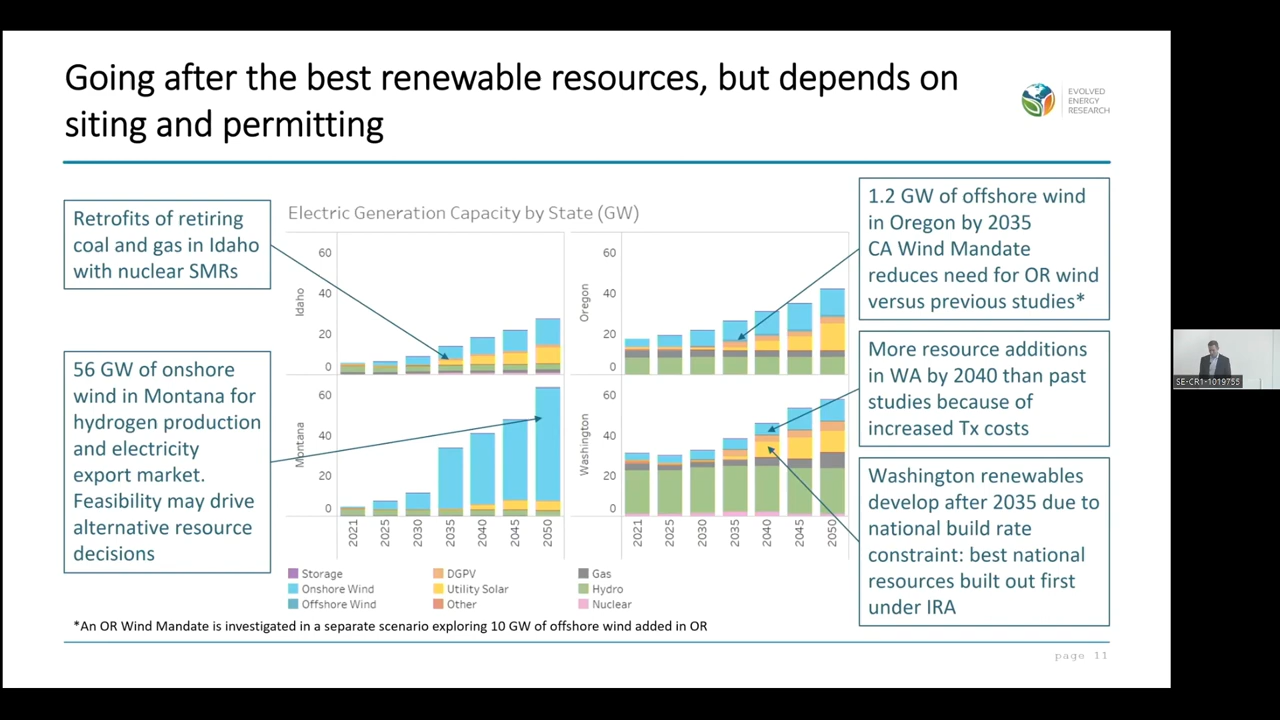 Going after the best renewable resources, but depends on
siting and permitting
EVOLVED
ENERGY
RESEARCH
Retrofits of retiring
coal and gas in Idaho
with nuclear SMRs
56 GW of onshore
wind in Montana for
hydrogen production
and electricity
export market.
Feasibility may drive
alternative resource
decisions
Electric Generation Capacity by State (GW)
Idaho
60
40
20
0
Oregon
60
40
20
0
Montana
60
40
20
0
Washington
60
40
20
0
2021 2025 2030 2035 2040 2045 2050
2021 2025 2030 2035 2040 2045 2050
Storage DGPV Gas
Onshore Wind Utility Solar Hydro
Offshore Wind Other Nuclear
1.2 GW of offshore wind
in Oregon by 2035
CA Wind Mandate
reduces need for OR wind
versus previous studies*
More resource additions
in WA by 2040 than past
studies because of
increased Tx costs
Washington renewables
develop after 2035 due to
national build rate
constraint: best national
resources built out first
under IRA
*An OR Wind Mandate is investigated in a separate scenario exploring 10 GW of offshore wind added in OR
page 11
SE-CR1-1019755